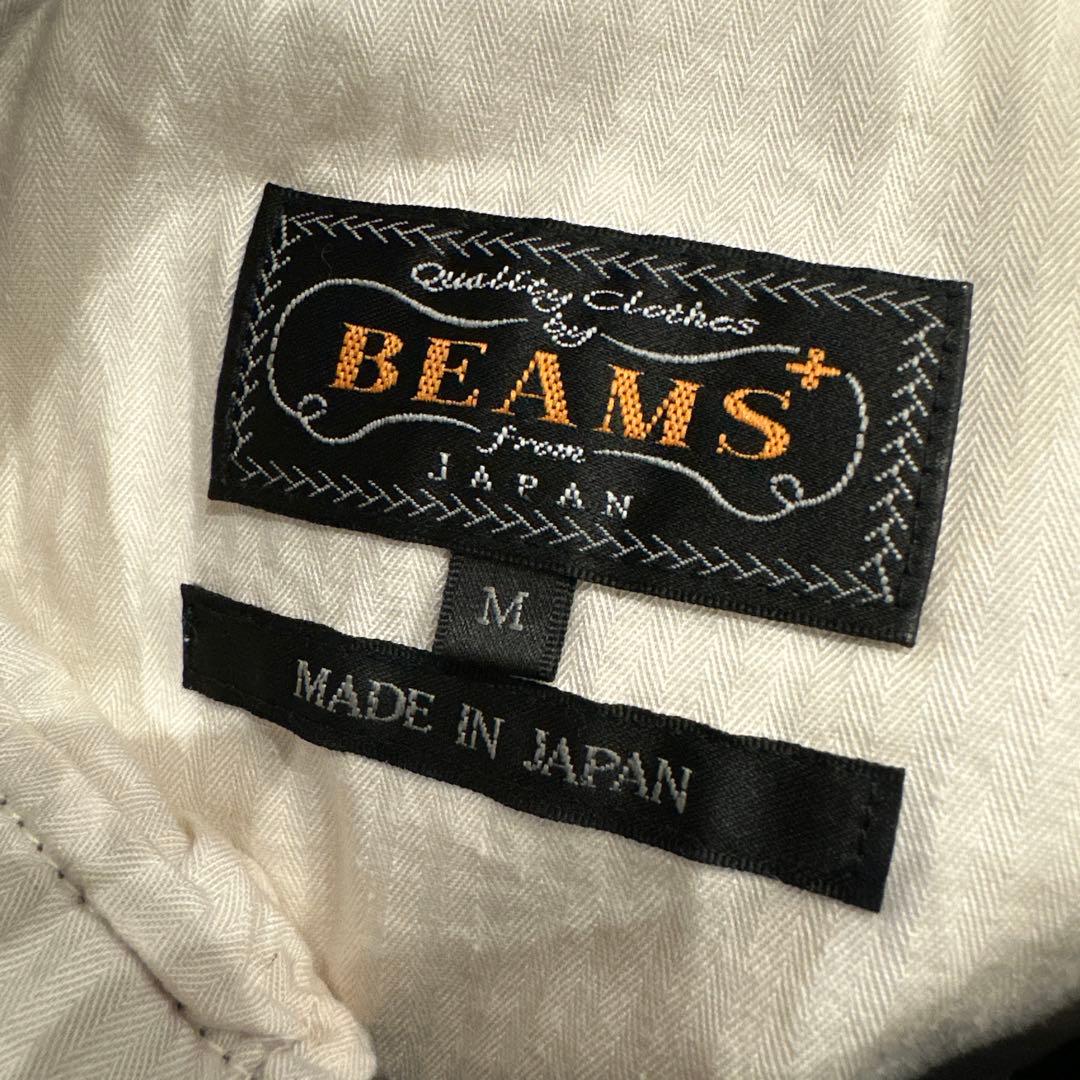 Quality Clothes
by
BEAMS+
from
JAPAN
M
MADE IN JAPAN